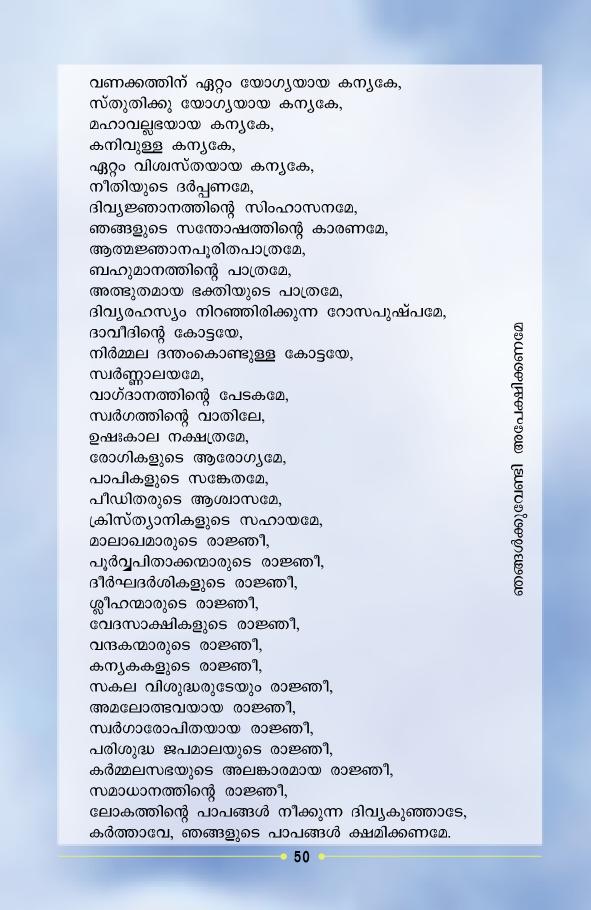 വണക്കത്തിന് ഏറ്റം യോഗ്യയായ കന്യകേ,
സ്തുതിക്കു യോഗ്യയായ കന്യകേ,
മഹാവല്ലഭയായ കന്യകേ,
കനിവുള്ള കന്യകേ,
ഏറ്റം വിശ്വസ്തയായ കന്യകേ,
നീതിയുടെ ദർപ്പണമേ,
ദിവ്യജ്ഞാനത്തിന്റെ സിംഹാസനമേ,
ഞങ്ങളുടെ സന്തോഷത്തിന്റെ കാരണമേ,
ആത്മജ്ഞാനപൂരിതപാത്രമേ,
ബഹുമാനത്തിന്റെ പാത്രമേ,
അത്ഭുതമായ ഭക്തിയുടെ പാത്രമേ,
ദിവ്യരഹസ്യം നിറഞ്ഞിരിക്കുന്ന റോസപുഷ്പമേ,
ദാവീദിന്റെ കോട്ടയേ,
നിർമ്മല ദന്തംകൊണ്ടുള്ള കോട്ടയേ,
സ്വർണ്ണാലയമേ,
വാഗ്ദാനത്തിന്റെ പേടകമേ,
സ്വർഗത്തിന്റെ വാതിലേ,
ഉഷഃകാല നക്ഷത്രമേ,
രോഗികളുടെ ആരോഗ്യമേ,
പാപികളുടെ സങ്കേതമേ,
പീഡിതരുടെ ആശ്വാസമേ,
ക്രിസ്ത്യാനികളുടെ സഹായമേ,
മാലാഖമാരുടെ രാജ്ഞീ,
പൂർവ്വപിതാക്കന്മാരുടെ രാജ്ഞീ,
ദീർഘദർശികളുടെ രാജ്ഞീ,
ശ്ലീഹന്മാരുടെ രാജ്ഞീ,
വേദസാക്ഷികളുടെ രാജ്ഞീ,
വന്ദകന്മാരുടെ രാജ്ഞീ,
കന്യകകളുടെ രാജ്ഞീ,
സകല വിശുദ്ധരുടേയും രാജ്ഞീ,
അമലോത്ഭവയായ രാജ്ഞീ,
സ്വർഗാരോപിതയായ രാജ്ഞീ,
പരിശുദ്ധ ജപമാലയുടെ രാജ്ഞീ,
കർമ്മലസഭയുടെ അലങ്കാരമായ രാജ്ഞീ,
സമാധാനത്തിന്റെ രാജ്ഞീ,
ലോകത്തിന്റെ പാപങ്ങൾ നീക്കുന്ന ദിവ്യകുഞ്ഞാടേ,
കർത്താവേ, ഞങ്ങളുടെ പാപങ്ങൾ ക്ഷമിക്കണമേ.
ഞങ്ങൾക്കുവേണ്ടി അപേക്ഷിക്കണമേ
50